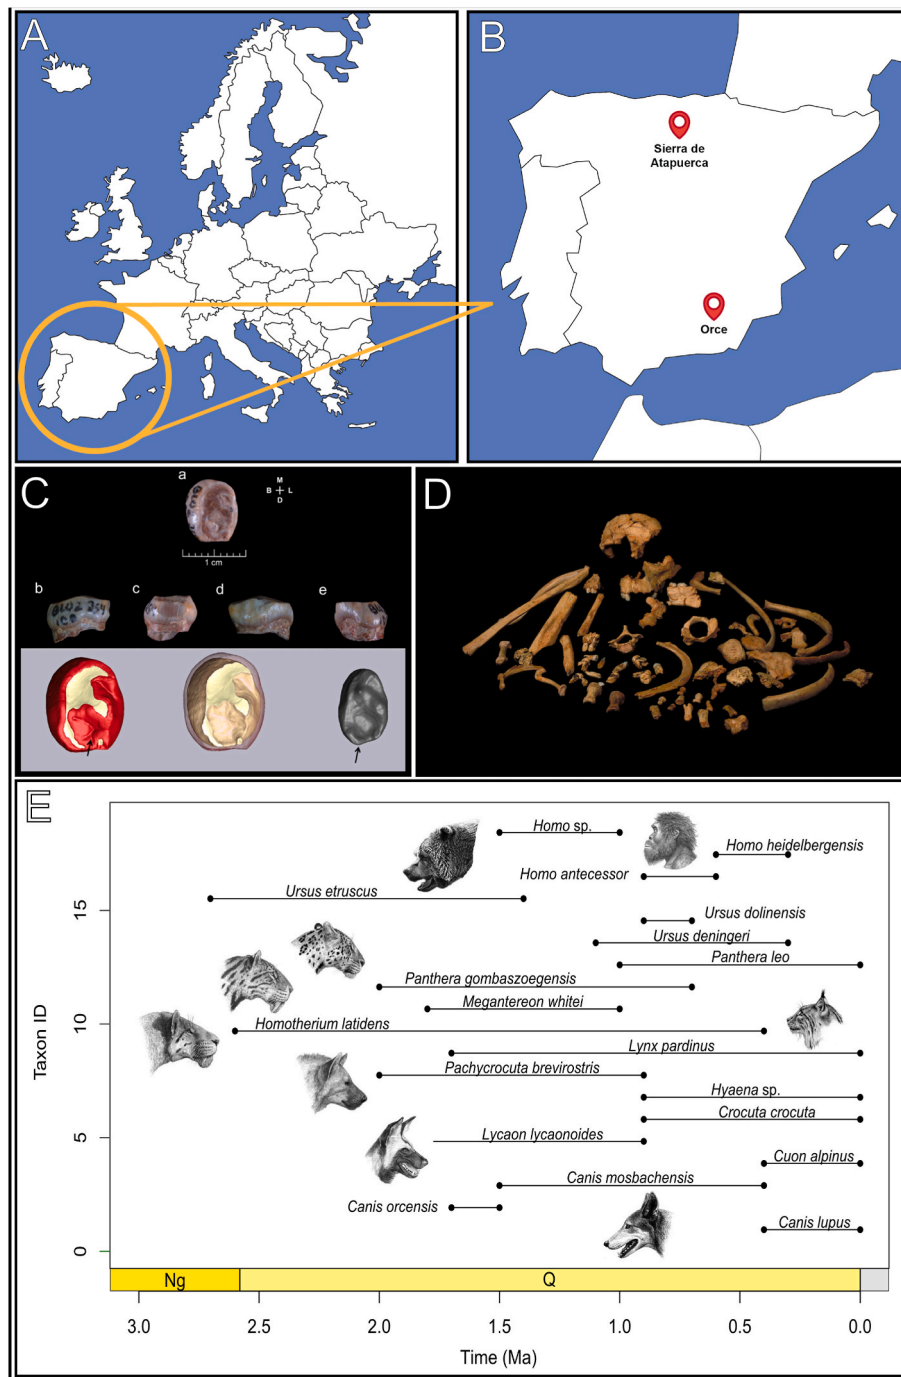 A
B
Sierra de
Atapuerca
Orce
C
a
M
B L
D
1 cm
b
c
d
e
D
E
Homo sp.
Homo heidelbergensis
Homo antecessor
Ursus etruscus
Ursus dolinensis
Ursus deningeri
Panthera leo
Panthera gombaszoegensis
Megantereon whitei
Homotherium latidens
Lynx pardinus
Pachycrocuta brevirostris
Hyaena sp.
Crocuta crocuta
Lycaon lycaonoides
Cuon alpinus
Canis mosbachensis
Canis orcensis
Canis lupus
Taxon ID
15
10
5
0
Ng
Q
3.0
2.5
2.0
1.5
1.0
0.5
0.0
Time (Ma)